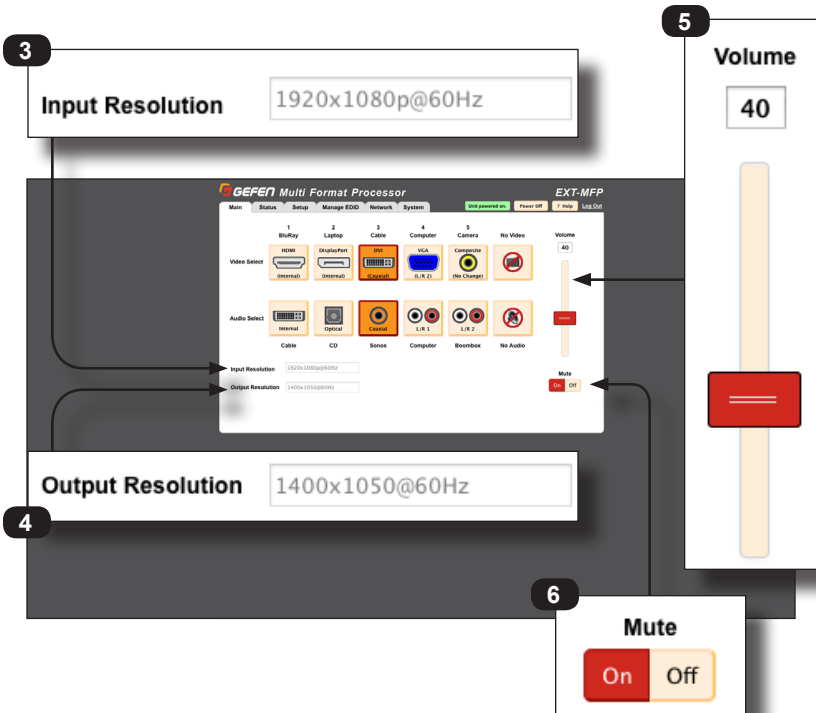 5
Volume
40
3
Input Resolution 1920x1080p@60Hz
GEFEN Multi Format Processor EXT-MFP
Main Status Setup Manage EDID Network System Unit powered on. Power Off ? Help Log Out
1 2 3 4 5
BluRay Laptop Cable Computer Camera No Video Volume
40
HDMI DisplayPort DVI VGA Composite
Video Select
(Internal) (Internal) (Coaxial) (L/R 2) (No Change)
Audio Select
Internal Optical Coaxial L/R 1 L/R 2
Cable CD Sonos Computer Boombox No Audio
Input Resolution 1920x1080p@60Hz
Mute
Output Resolution 1400x1050@60Hz On Off
Output Resolution 1400x1050@60Hz
4
6
Mute
On Off